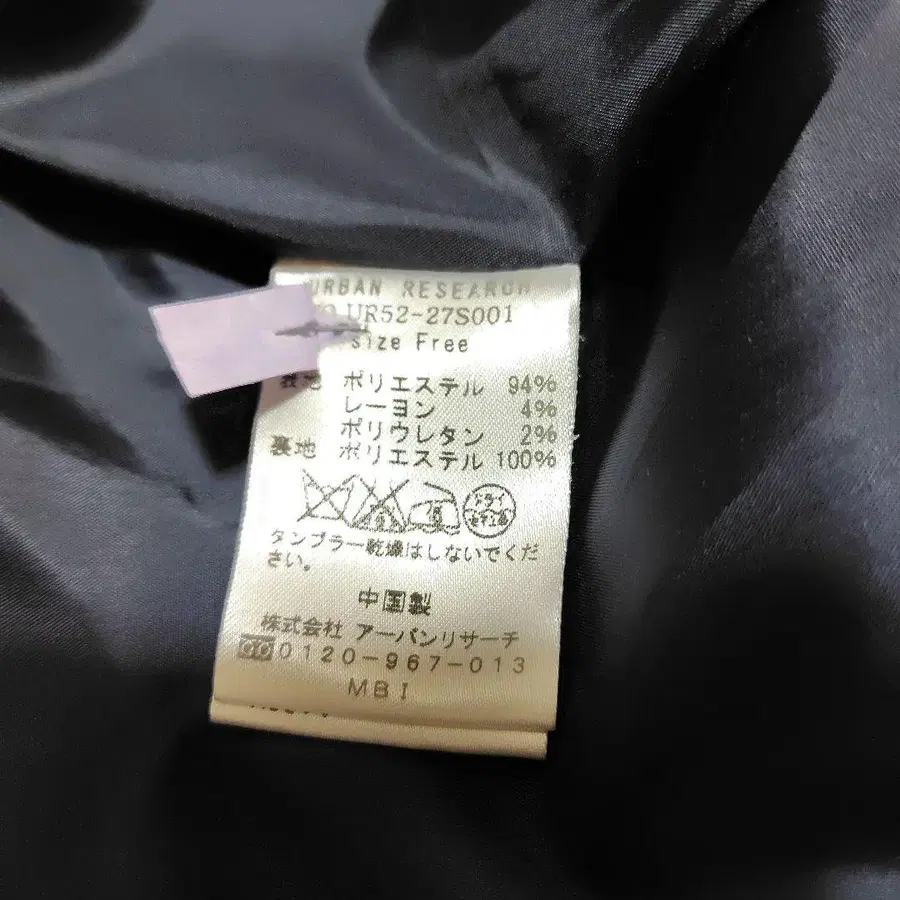 URBAN RESEARCH
UR52-27S001
size Free
表地 ポリエステル 94%
レーヨン 4%
ポリウレタン 2%
裏地 ポリエステル 100%
ドライ
タンブラー乾燥はしないでくだ
さい。
中国製
株式会社 アーバンリサーチ
0120-967-013
MBI